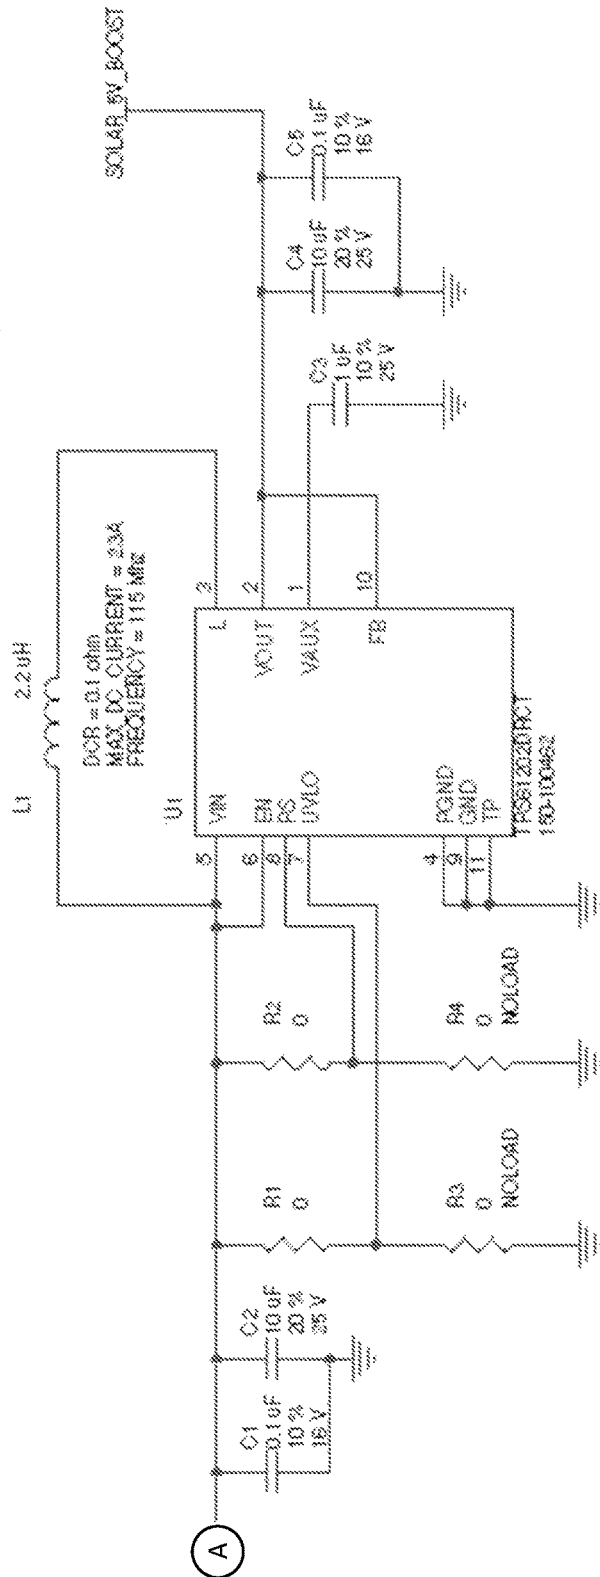 SOLAR_5V_BOOST
C5
0.1 uF
10 %
16 V
C4
10 uF
20 %
25 V
C3
1 uF
10 %
25 V
L1
2.2 uH
DCR = 0.1 ohm
MAX DC CURRENT = 2.3A
FREQUENCY = 115 Mhz
U1
5
VIN
6
EN
8
PS
7
UVLO
4
PGND
9
GND
11
TP
L
3
VOUT
2
VAUX
1
FB
10
TPS61202DRCT
R2
0
R4
0
NOLOAD
R1
0
R3
0
NOLOAD
C2
10 uF
20 %
25 V
C1
0.1 uF
10 %
16 V
A